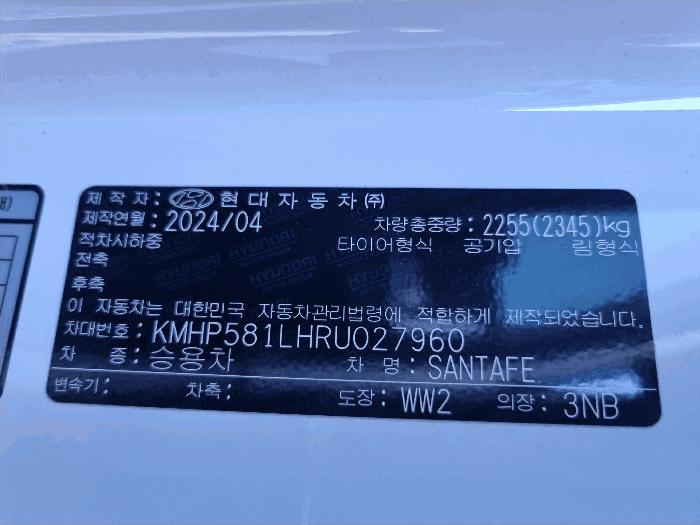 제 작 자 : HYUNDAI 현대자동차(주)
제작연월 : 2024/04 차량총중량 : 2255(2345)kg
적차시하중 타이어형식 공기압 림형식
전축
후축
이 자동차는 대한민국 자동차관리법령에 적합하게 제작되었습니다.
차대번호 : KMHP581LHRU027960
차 종 : 승용차 차 명 : SANTAFE
변속기 : 차축 : 도장 : WW2 의장 : 3NB